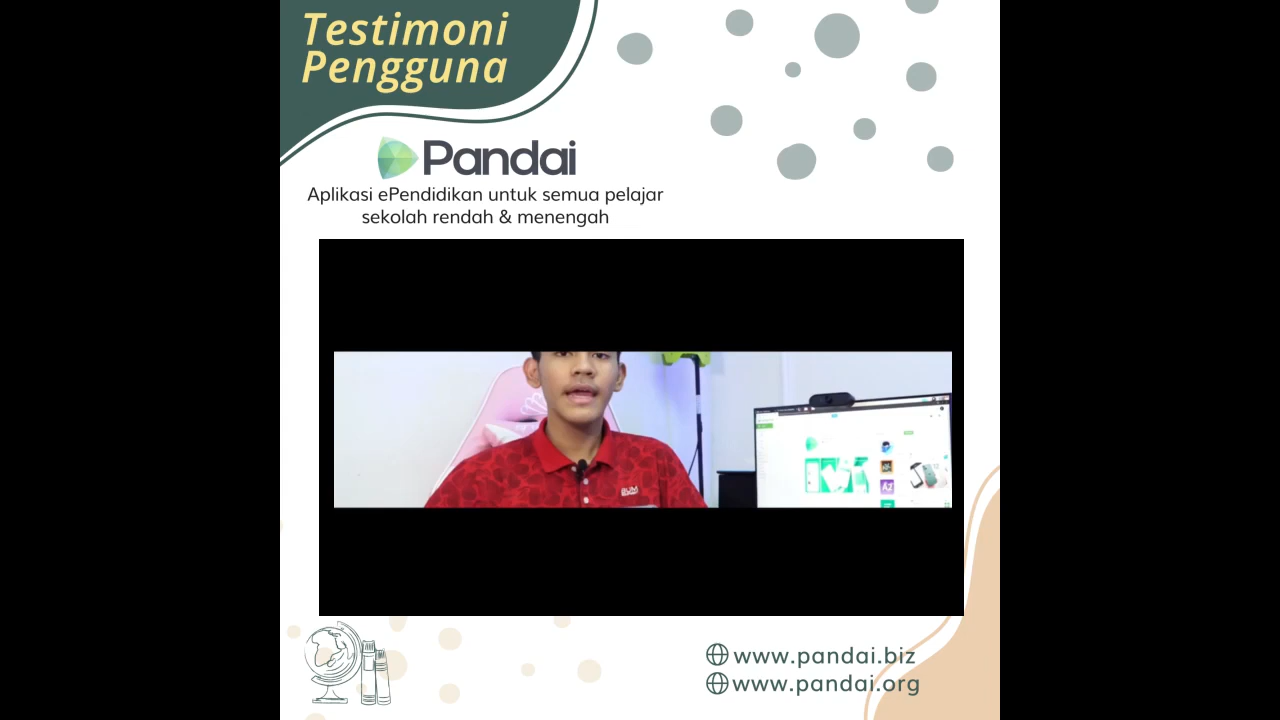 Testimoni
Pengguna
Pandai
Aplikasi ePendidikan untuk semua pelajar
sekolah rendah & menengah
www.pandai.biz
www.pandai.org